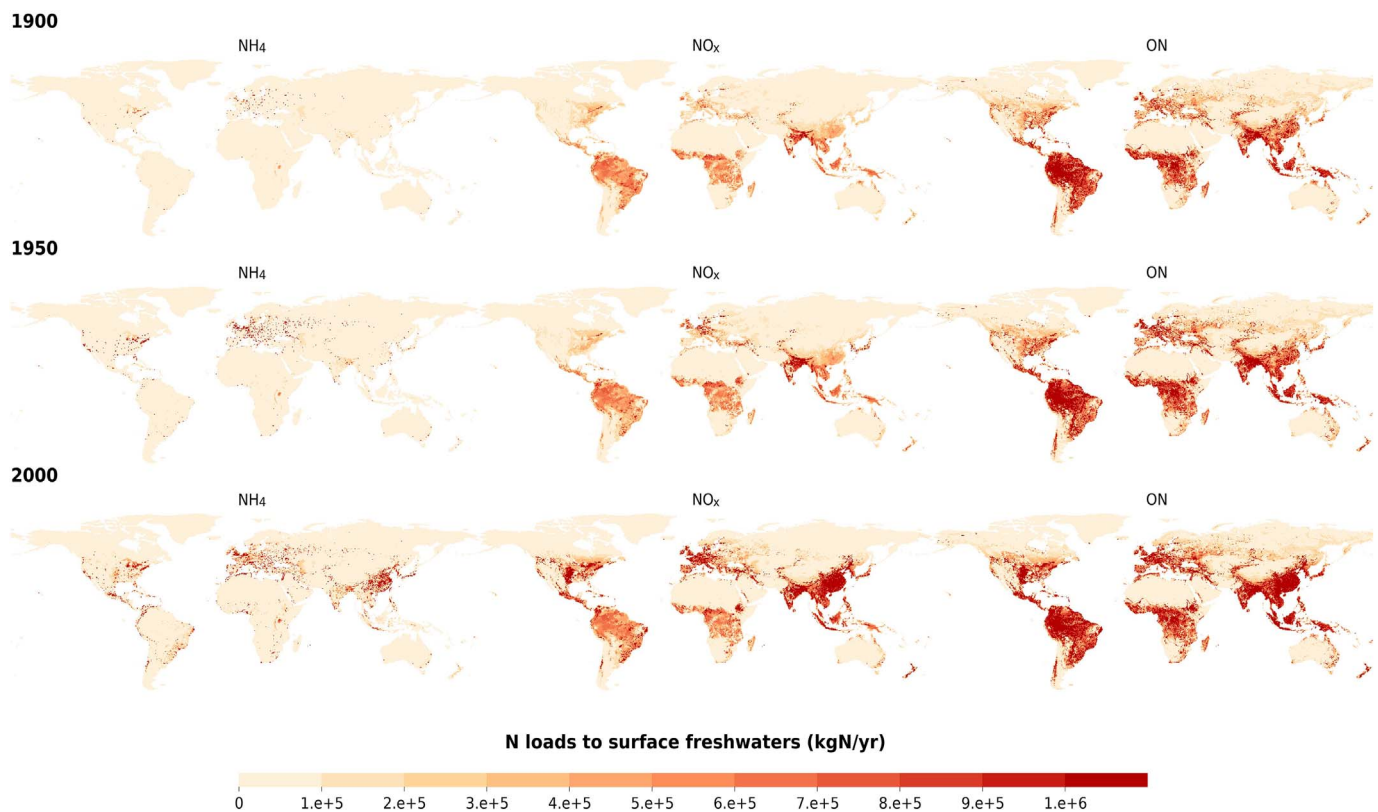 1900
NH₄ NOₓ ON
1950
NH₄ NOₓ ON
2000
NH₄ NOₓ ON
N loads to surface freshwaters (kgN/yr)
0 1.e+5 2.e+5 3.e+5 4.e+5 5.e+5 6.e+5 7.e+5 8.e+5 9.e+5 1.e+6